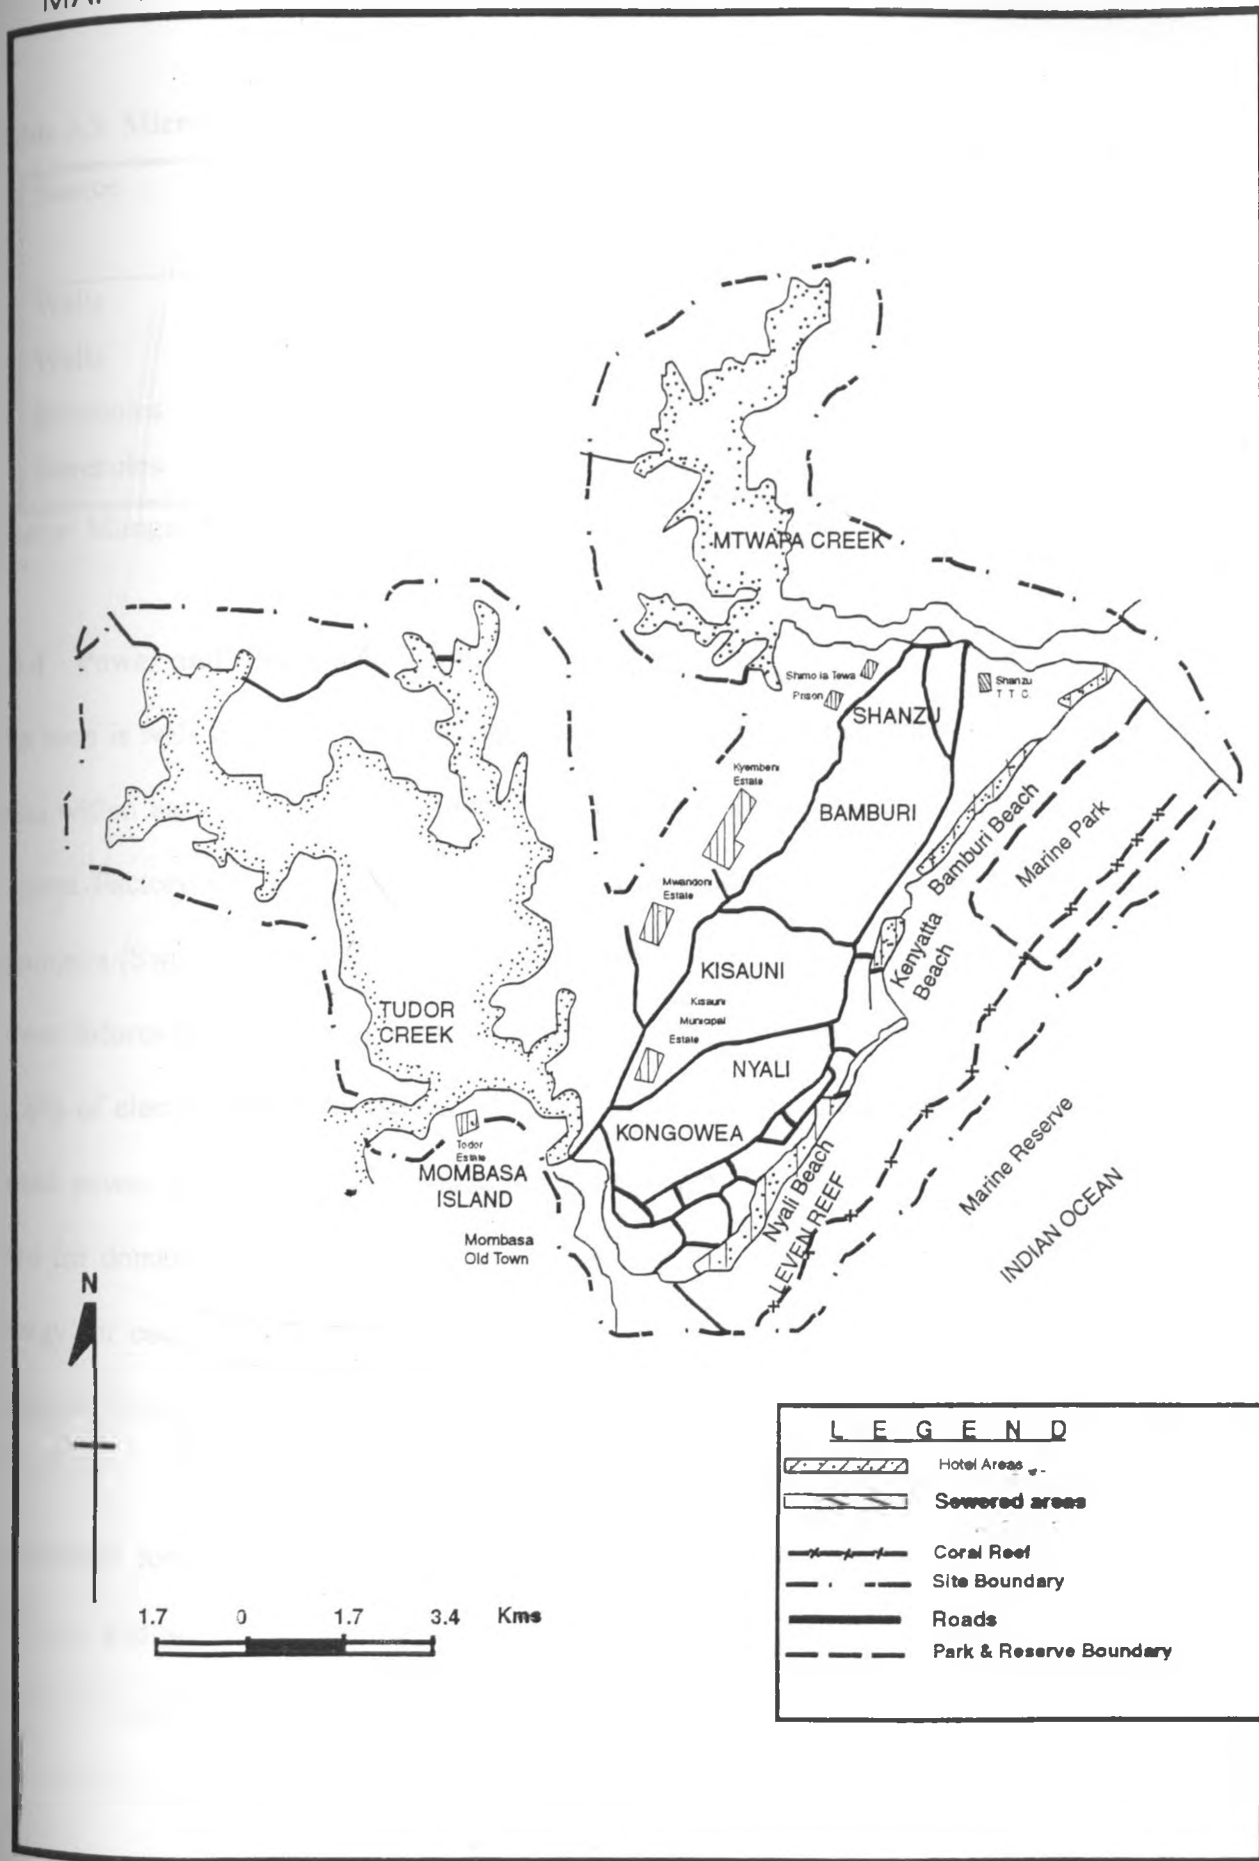 MTWAPA CREEK
Shimo la Tewa
Prison
Shanzu
T. T. C.
SHANZU
Kyembeni
Estate
BAMBURI
Bamburi Beach
Marine Park
Mwandoni
Estate
Kenyatta
Beach
KISAUNI
Kisauni
Municipal
Estate
TUDOR
CREEK
NYALI
KONGOWEA
Tudor
Estate
MOMBASA
ISLAND
Nyali Beach
LEVEN REEF
Marine Reserve
INDIAN OCEAN
Mombasa
Old Town
N
LEGEND
Hotel Areas
Sewered areas
Coral Reef
Site Boundary
Roads
Park & Reserve Boundary
1.7 0 1.7 3.4 Kms